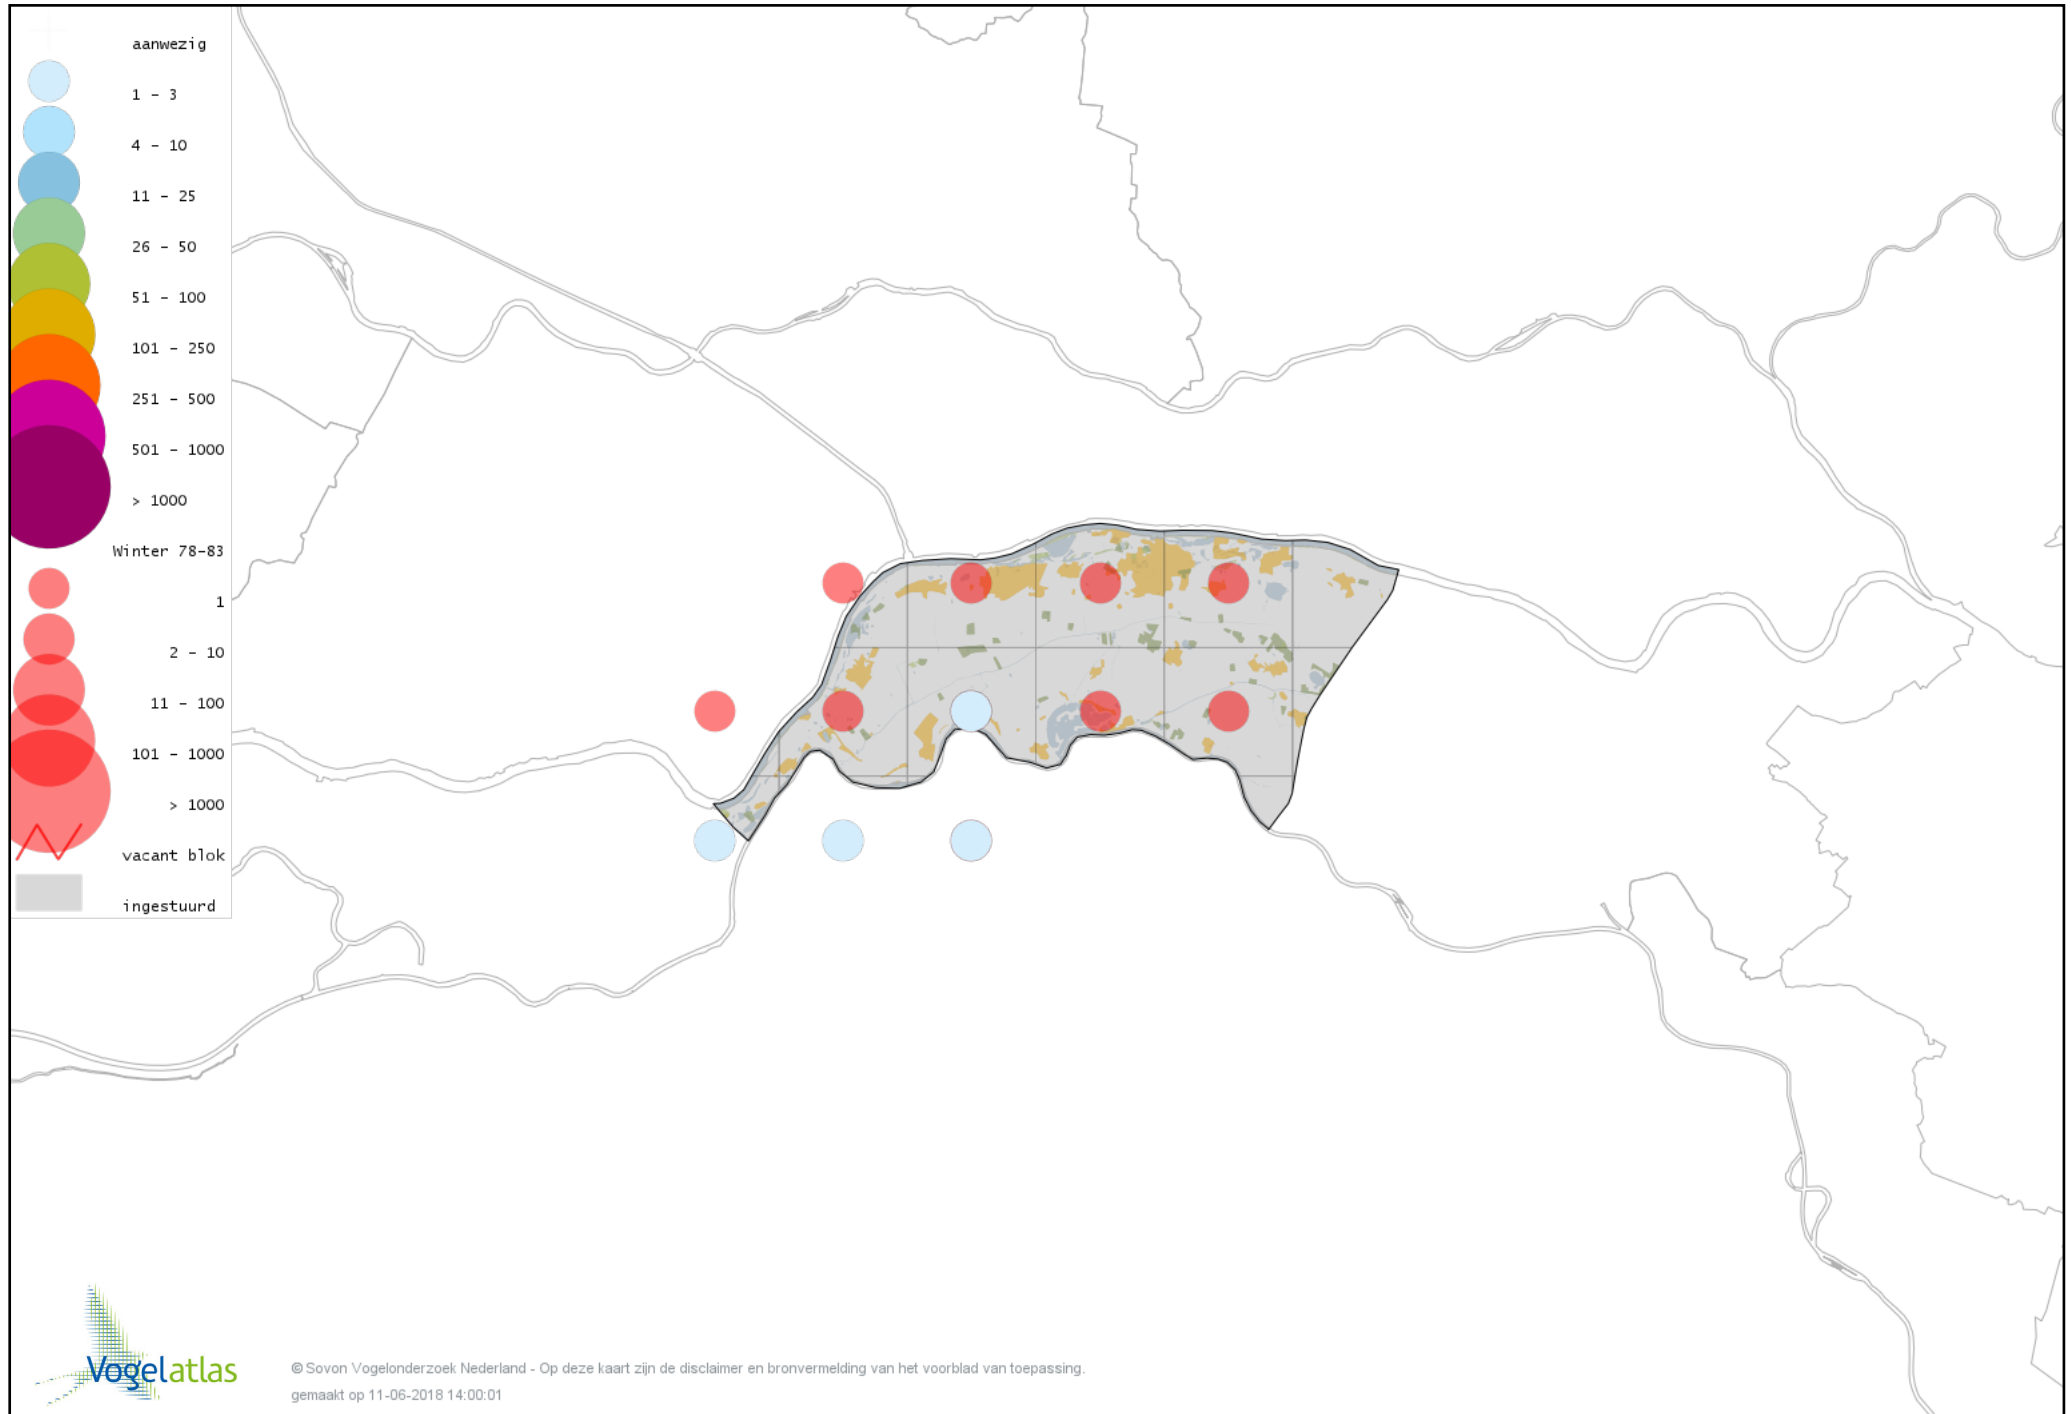 aanwezig
1 - 3
4 - 10
11 - 25
26 - 50
51 - 100
101 - 250
251 - 500
501 - 1000
> 1000
Winter 78-83
1
2 - 10
11 - 100
101 - 1000
> 1000
vacant blok
ingestuurd
Vogelatlas
© Sovon Vogelonderzoek Nederland - Op deze kaart zijn de disclaimer en bronvermelding van het voorblad van toepassing.
gemaakt op 11-06-2018 14:00:01